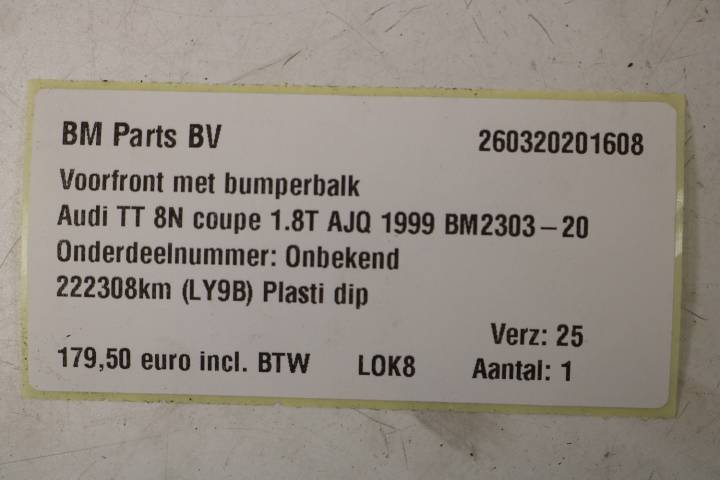 BM Parts BV 260320201608
Voorfront met bumperbalk
Audi TT 8N coupe 1.8T AJQ 1999 BM2303-20
Onderdeelnummer: Onbekend
222308km (LY9B) Plasti dip
Verz: 25
179,50 euro incl. BTW LOK8 Aantal: 1